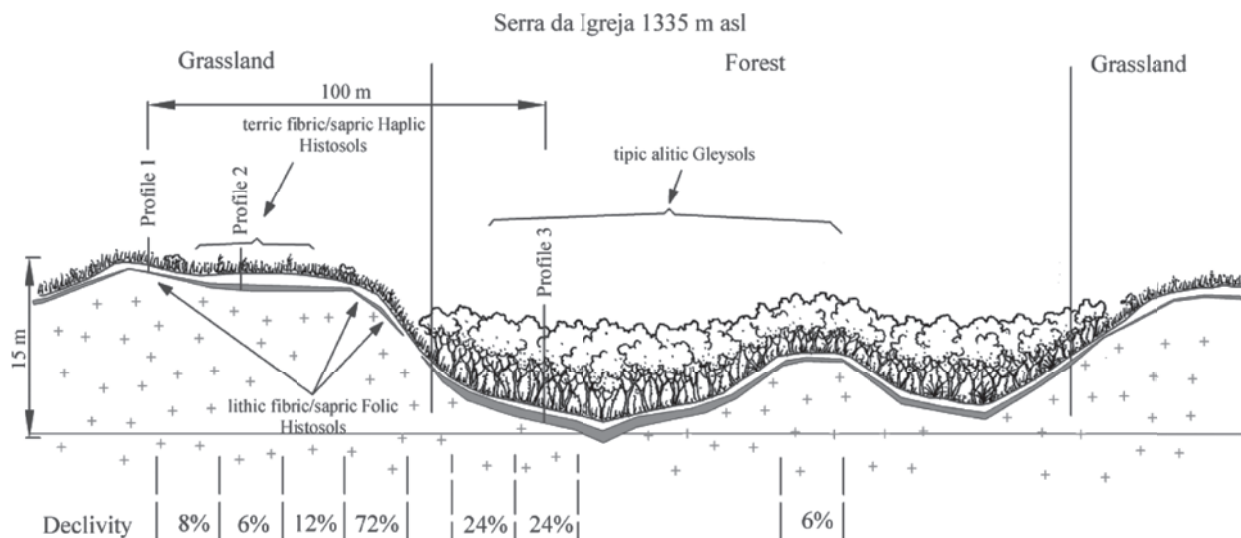 Serra da Igreja 1335 m asl
Grassland
Forest
Grassland
100 m
terric fibric/sapric Haplic
Histosols
tipic alitic Gleysols
Profile 1
Profile 2
Profile 3
15 m
lithic fibric/sapric Folic
Histosols
Declivity 8% 6% 12% 72% 24% 24% 6%